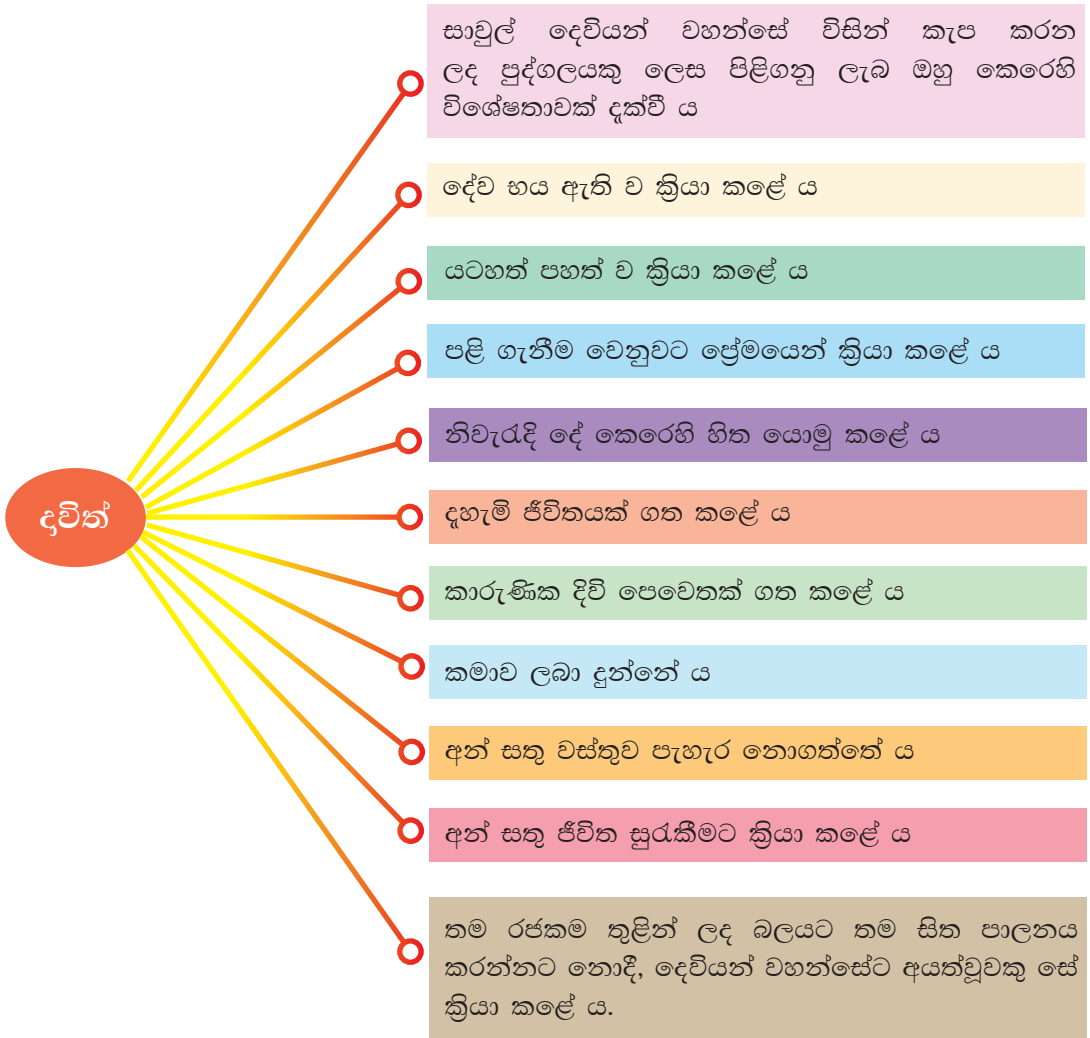 සාවුල් දෙවියන් වහන්සේ විසින් කැප කරන
ලද පුද්ගලයකු ලෙස පිළිගනු ලැබ ඔහු කෙරෙහි
විශේෂතාවක් දැක්වී ය
දේව භය ඇති ව ක්‍රියා කළේ ය
යටහත් පහත් ව ක්‍රියා කළේ ය
පළි ගැනීම වෙනුවට ප්‍රේමයෙන් ක්‍රියා කළේ ය
නිවැරැදි දේ කෙරෙහි හිත යොමු කළේ ය
දාවිත්
දැහැමි ජීවිතයක් ගත කළේ ය
කාරුණික දිවි පෙවෙතක් ගත කළේ ය
කමාව ලබා දුන්නේ ය
අන් සතු වස්තුව පැහැර නොගත්තේ ය
අන් සතු ජීවිත සුරැකීමට ක්‍රියා කළේ ය
තම රජකම තුළින් ලද බලයට තම සිත පාලනය
කරන්නට නොදී, දෙවියන් වහන්සේට අයත්වූවකු සේ
ක්‍රියා කළේ ය.